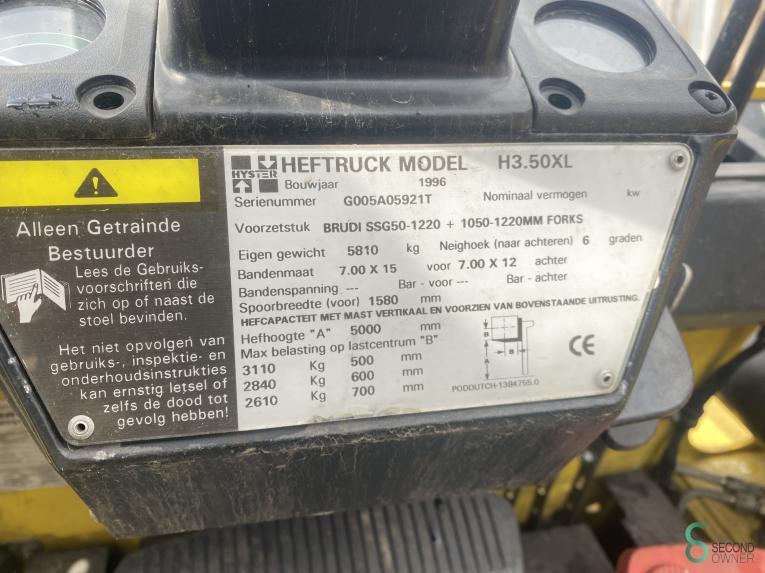 Alleen Getrainde
Bestuurder
Lees de Gebruiks-
voorschriften die
zich op of naast de
stoel bevinden.
Het niet opvolgen van
gebruiks-, inspektie- en
onderhoudsinstrukties
kan ernstig letsel of
zelfs de dood tot
gevolg hebben!
HYSTER HEFTRUCK MODEL H3.50XL
Bouwjaar 1996
Serienummer G005A05921T Nominaal vermogen kw
Voorzetstuk BRUDI SSG50-1220 + 1050-1220MM FORKS
Eigen gewicht 5810 kg Neighoek (naar achteren) 6 graden
Bandenmaat 7.00 X 15 voor 7.00 X 12 achter
Bandenspanning --- Bar - voor --- Bar - achter
Spoorbreedte (voor) 1580 mm
HEFCAPACITEIT MET MAST VERTIKAAL EN VOORZIEN VAN BOVENSTAANDE UITRUSTING.
Hefhoogte "A" 5000 mm
Max belasting op lastcentrum "B"
3110 Kg 500 mm
2840 Kg 600 mm
2610 Kg 700 mm
B
A
B
CE
PODDUTCH-1384755.0
SECOND
OWNER